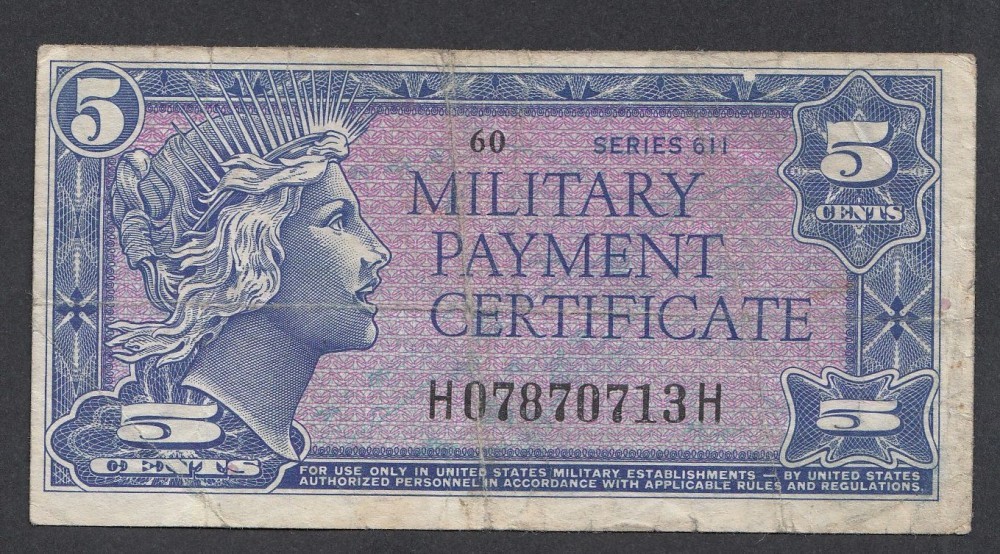 5
60 SERIES 611
5
CENTS
MILITARY
PAYMENT
CERTIFICATE
H07870713H
5
CENTS
5
FOR USE ONLY IN UNITED STATES MILITARY ESTABLISHMENTS — BY UNITED STATES
AUTHORIZED PERSONNEL IN ACCORDANCE WITH APPLICABLE RULES AND REGULATIONS.